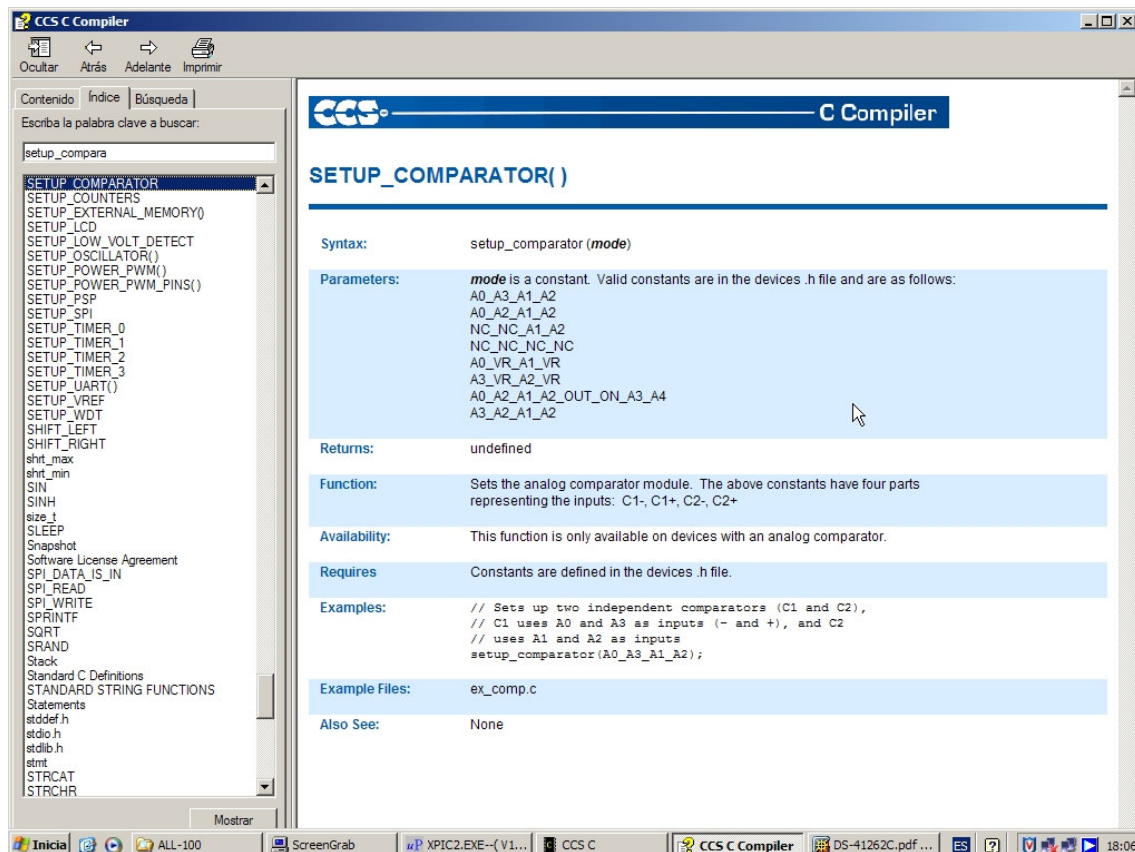 CCS C Compiler
Ocultar Atrás Adelante Imprimir
Contenido Índice Búsqueda
Escriba la palabra clave a buscar:
setup_compara
SETUP_COMPARATOR
SETUP_COUNTERS
SETUP_EXTERNAL_MEMORY()
SETUP_LCD
SETUP_LOW_VOLT_DETECT
SETUP_OSCILLATOR()
SETUP_POWER_PWM()
SETUP_POWER_PWM_PINS()
SETUP_PSP
SETUP_SPI
SETUP_TIMER_0
SETUP_TIMER_1
SETUP_TIMER_2
SETUP_TIMER_3
SETUP_UART()
SETUP_VREF
SETUP_WDT
SHIFT_LEFT
SHIFT_RIGHT
shrt_max
shrt_min
SIN
SINH
size_t
SLEEP
Snapshot
Software License Agreement
SPI_DATA_IS_IN
SPI_READ
SPI_WRITE
SPRINTF
SQRT
SRAND
Stack
Standard C Definitions
STANDARD STRING FUNCTIONS
Statements
stddef.h
stdio.h
stdlib.h
stmt
STRCAT
STRCHR
Mostrar
CCS C Compiler
SETUP_COMPARATOR( )
Syntax: setup_comparator (mode)
Parameters: mode is a constant. Valid constants are in the devices .h file and are as follows:
A0_A3_A1_A2
A0_A2_A1_A2
NC_NC_A1_A2
NC_NC_NC_NC
A0_VR_A1_VR
A3_VR_A2_VR
A0_A2_A1_A2_OUT_ON_A3_A4
A3_A2_A1_A2
Returns: undefined
Function: Sets the analog comparator module. The above constants have four parts
representing the inputs: C1-, C1+, C2-, C2+
Availability: This function is only available on devices with an analog comparator.
Requires Constants are defined in the devices .h file.
Examples: // Sets up two independent comparators (C1 and C2),
// C1 uses A0 and A3 as inputs (- and +), and C2
// uses A1 and A2 as inputs
setup_comparator(A0_A3_A1_A2);
Example Files: ex_comp.c
Also See: None
Inicia ALL-100 ScreenGrab µP XPIC2.EXE--( V1... CCS C CCS C Compiler DS-41262C.pdf ... ES 18:06